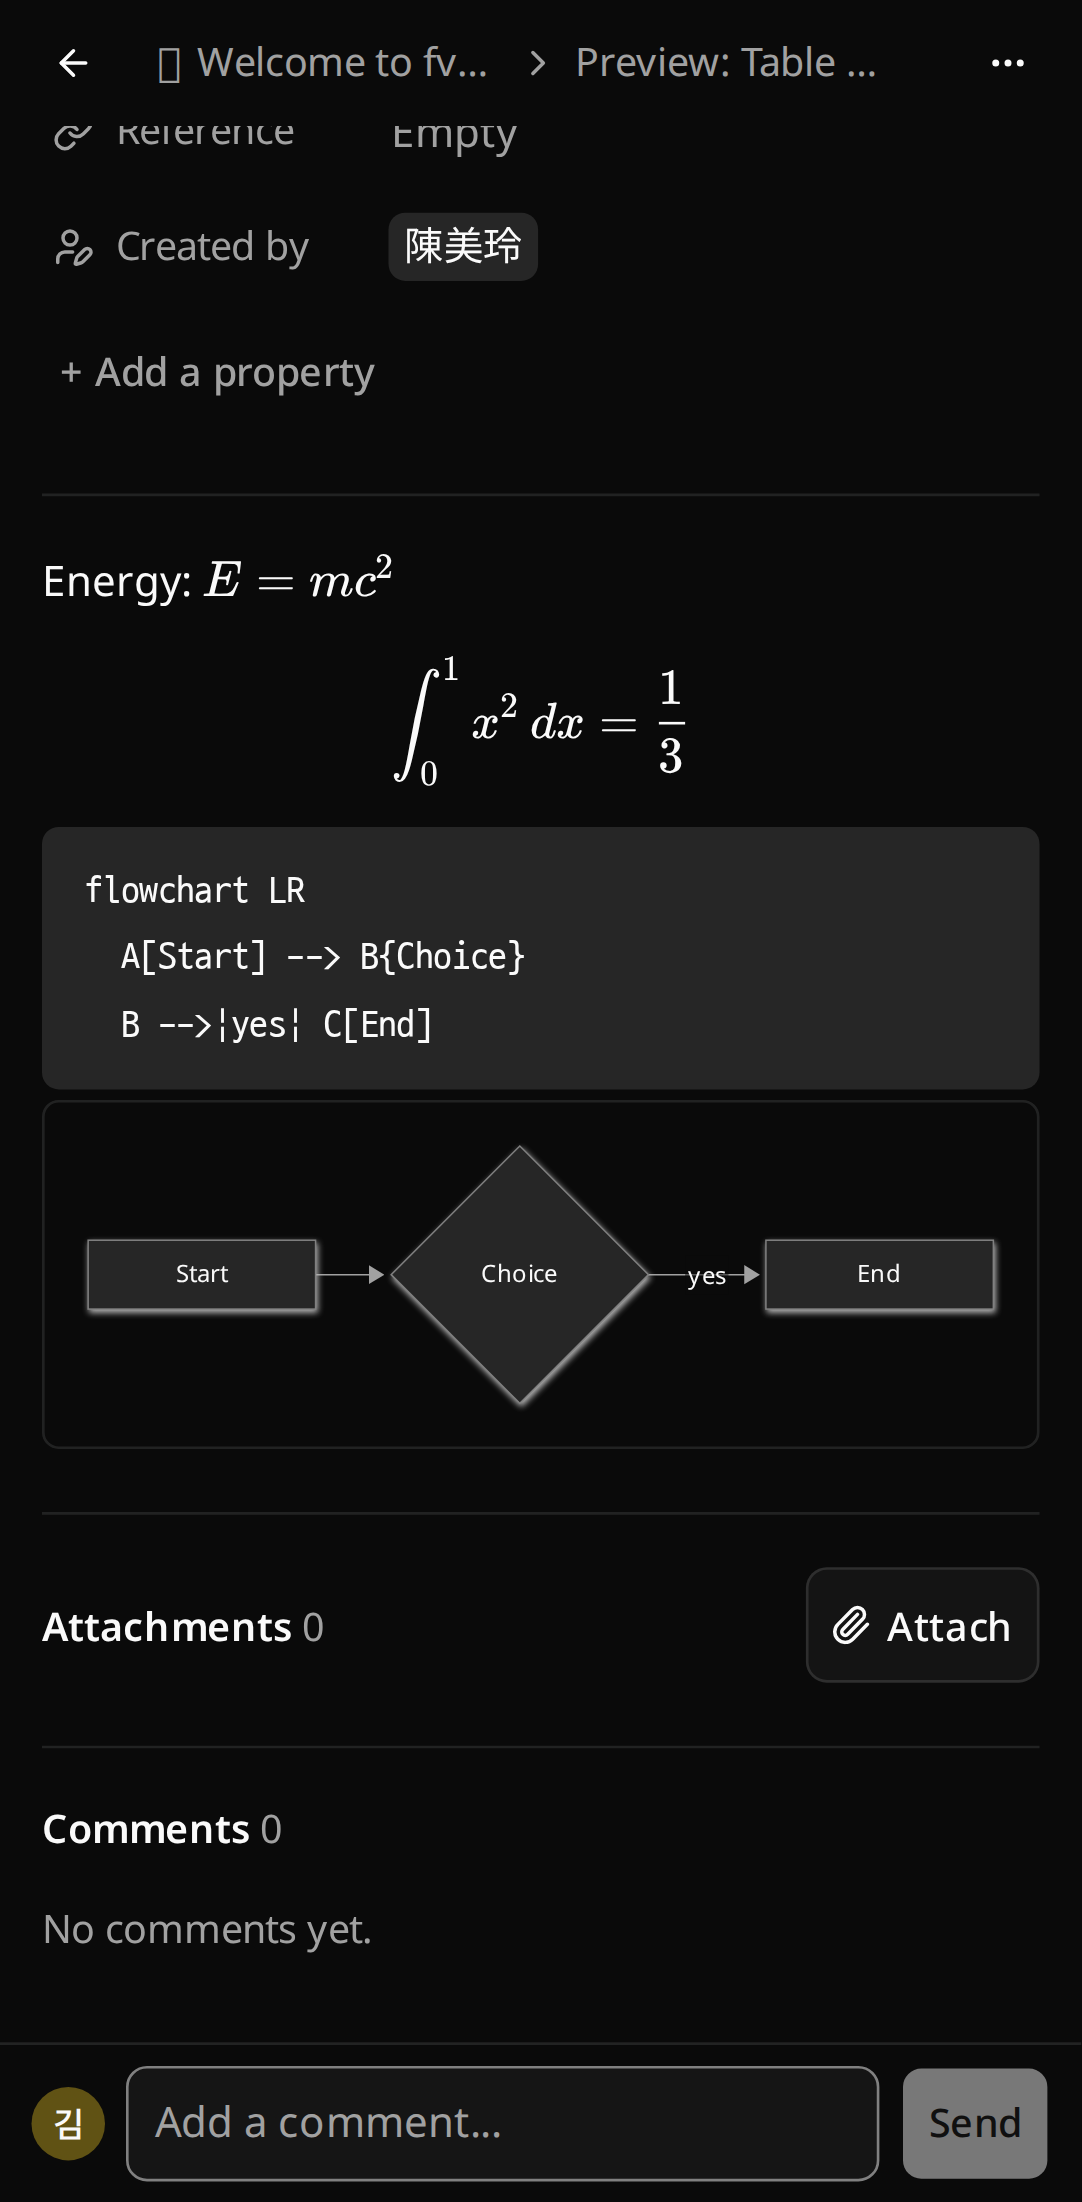 Welcome to fv... > Preview: Table ... ...
Reference Empty
Created by 陳美玲
+ Add a property
Energy: E = mc²
∫₀¹ x² dx = 1/3
flowchart LR
A[Start] --> B{Choice}
B -->|yes| C[End]
Start Choice yes End
Attachments 0 Attach
Comments 0
No comments yet.
김 Add a comment... Send